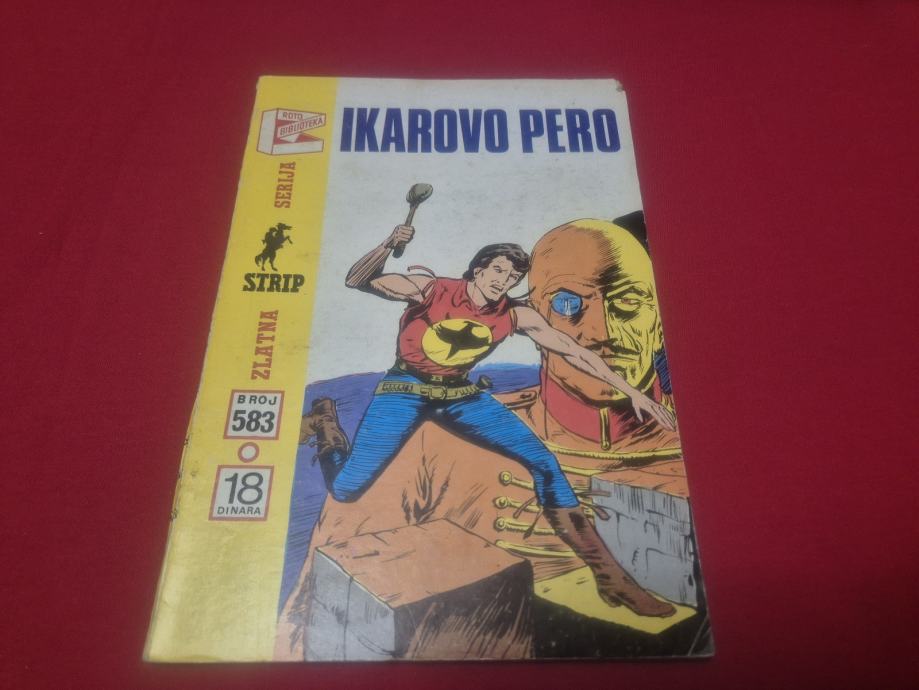 ROTO
BIBLIOTEKA
IKAROVO PERO
ZLATNA
STRIP
SERIJA
BROJ
583
18
DINARA